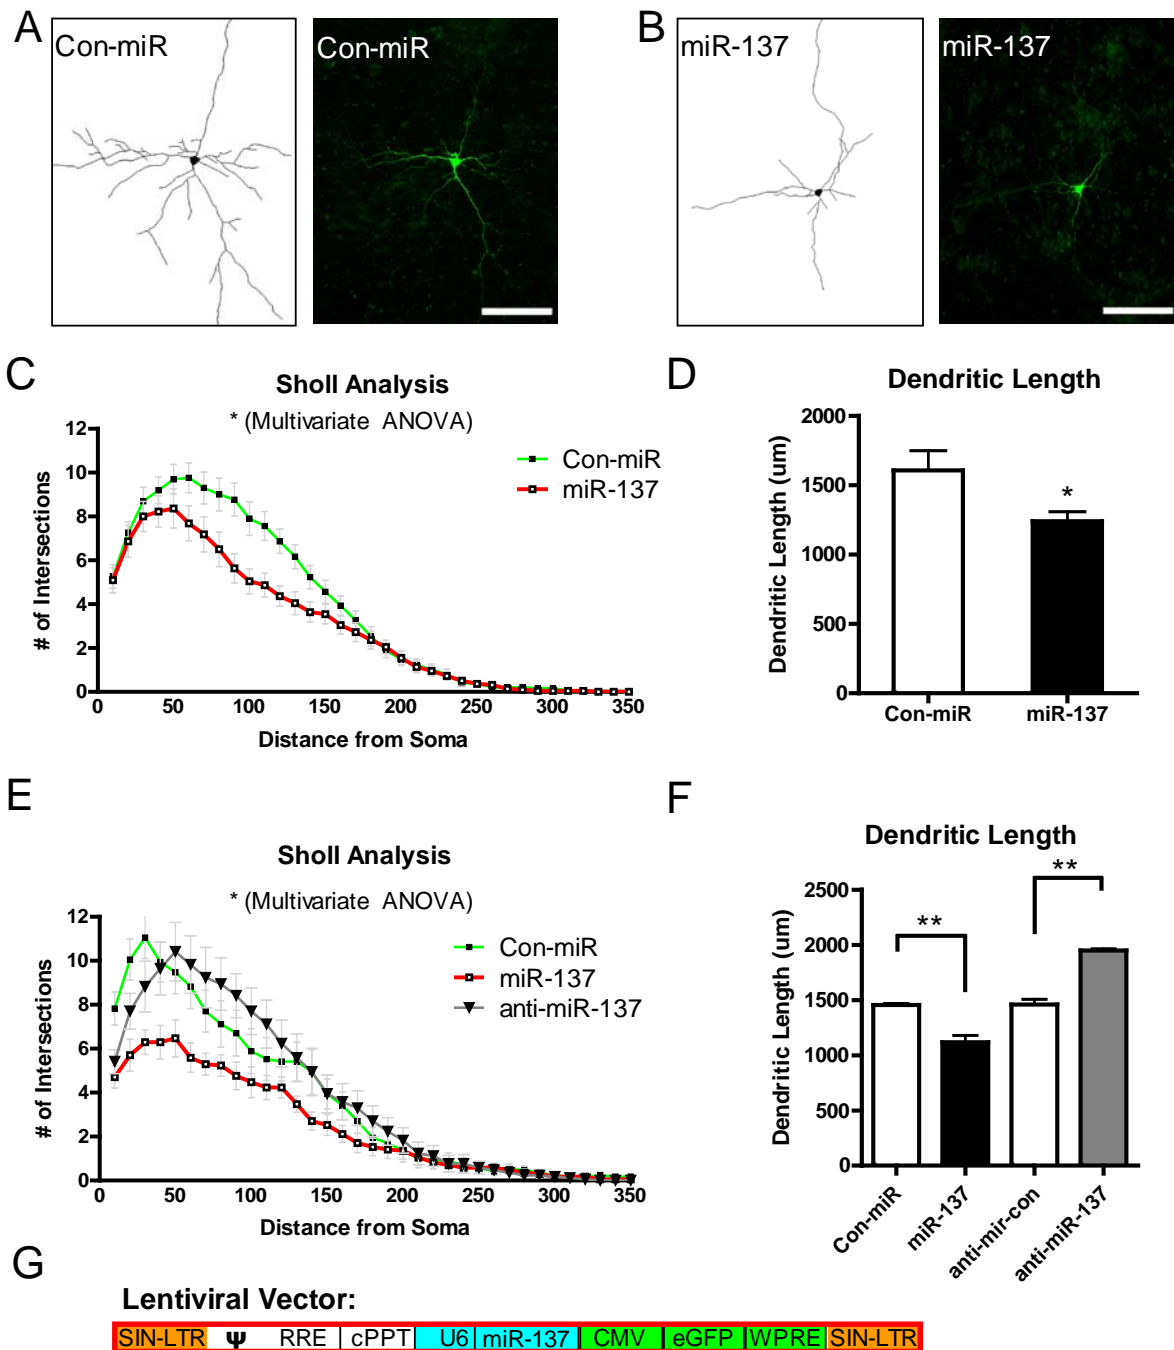 A
Con-miR
Con-miR
B
miR-137
miR-137
C
Sholl Analysis
* (Multivariate ANOVA)
Con-miR
miR-137
# of Intersections
12
10
8
6
4
2
0
0 50 100 150 200 250 300 350
Distance from Soma
D
Dendritic Length
Dendritic Length (um)
2000
1500
1000
500
0
*
Con-miR miR-137
E
Sholl Analysis
* (Multivariate ANOVA)
Con-miR
miR-137
anti-miR-137
# of Intersections
12
10
8
6
4
2
0
0 50 100 150 200 250 300 350
Distance from Soma
F
Dendritic Length
Dendritic Length (um)
2500
2000
1500
1000
500
0
**
**
Con-miR miR-137 anti-mir-con anti-miR-137
G
Lentiviral Vector:
SIN-LTR Ψ RRE cPPT U6 miR-137 CMV eGFP WPRE SIN-LTR